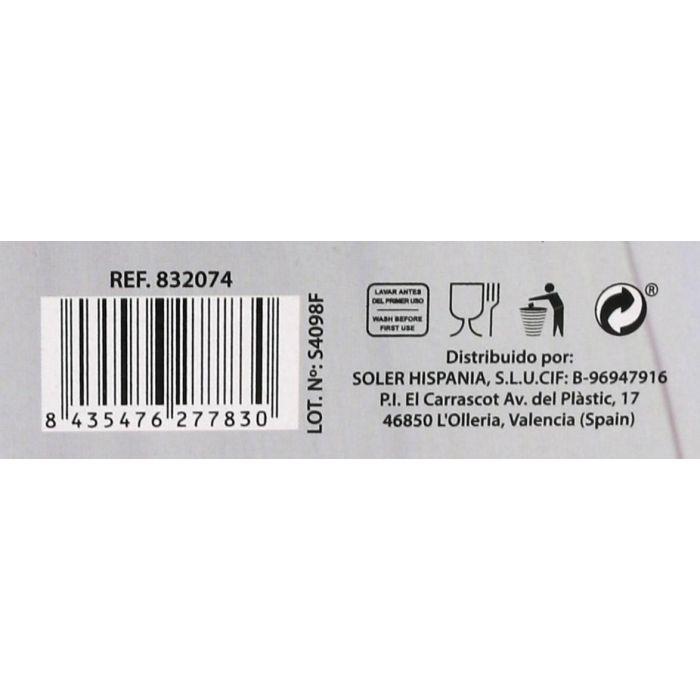 REF. 832074
8 435476 277830
LOT. Nº: S4098F
LAVAR ANTES
DEL PRIMER USO
WASH BEFORE
FIRST USE
®
Distribuido por:
SOLER HISPANIA, S.L.U.CIF: B-96947916
P.I. El Carrascot Av. del Plàstic, 17
46850 L'Olleria, Valencia (Spain)